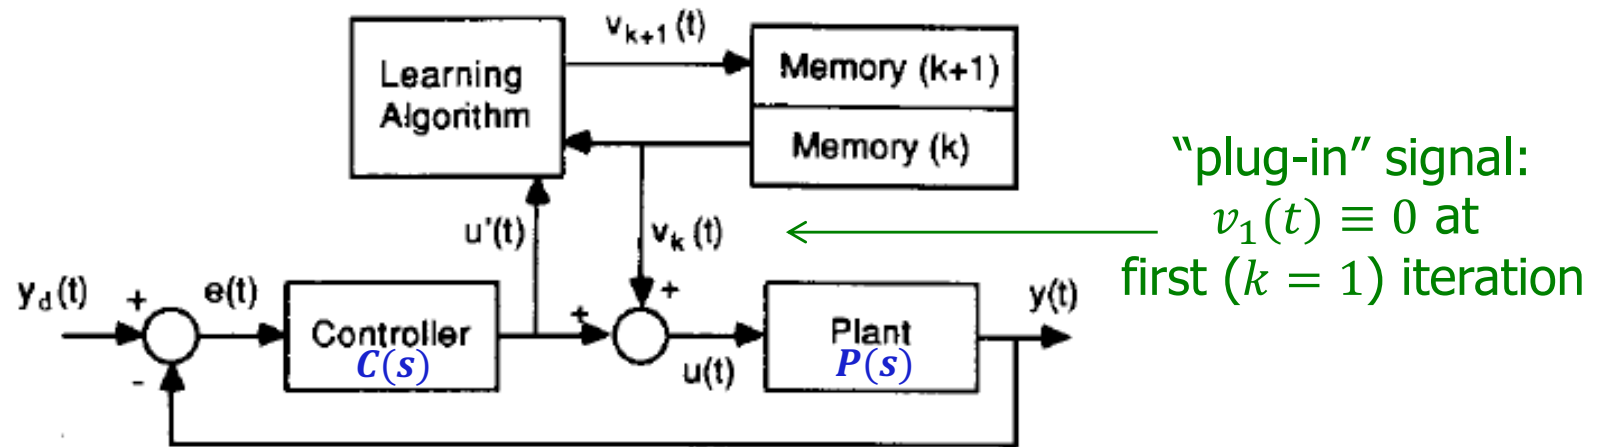 v_{k+1}(t)
Learning
Algorithm
Memory (k+1)
Memory (k)
"plug-in" signal:
v_1(t) ≡ 0 at
first (k = 1) iteration
u'(t)
v_k(t)
y_d(t)
+
-
e(t)
Controller
C(s)
+
+
u(t)
Plant
P(s)
y(t)